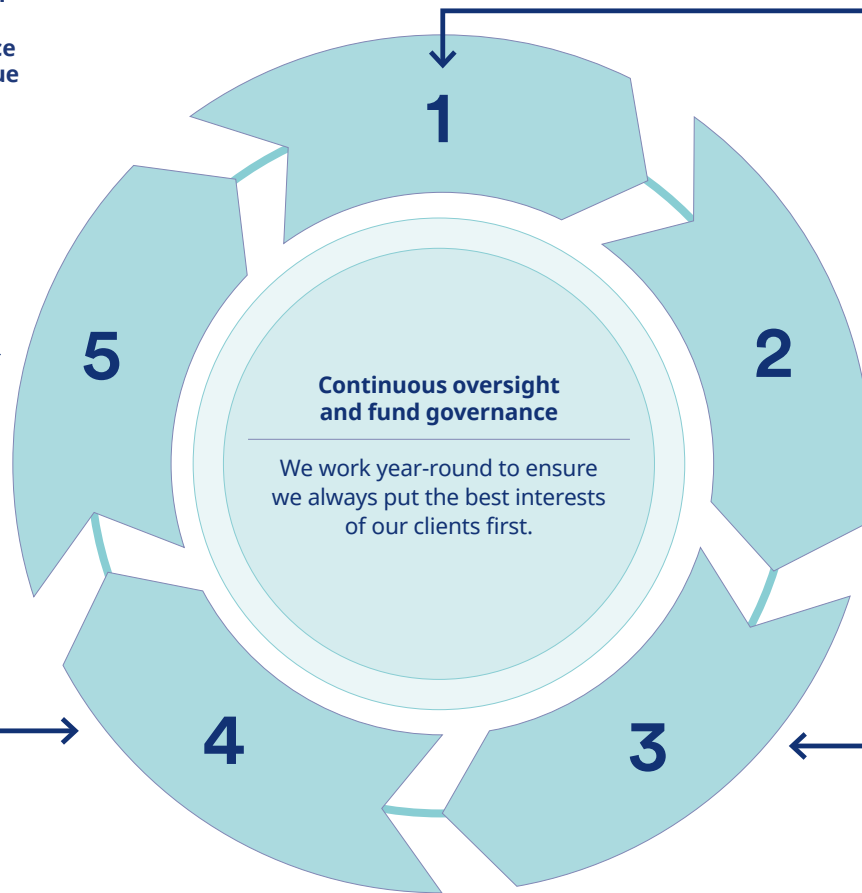 1
2
3
4
5
Continuous oversight
and fund governance
We work year-round to ensure
we always put the best interests
of our clients first.